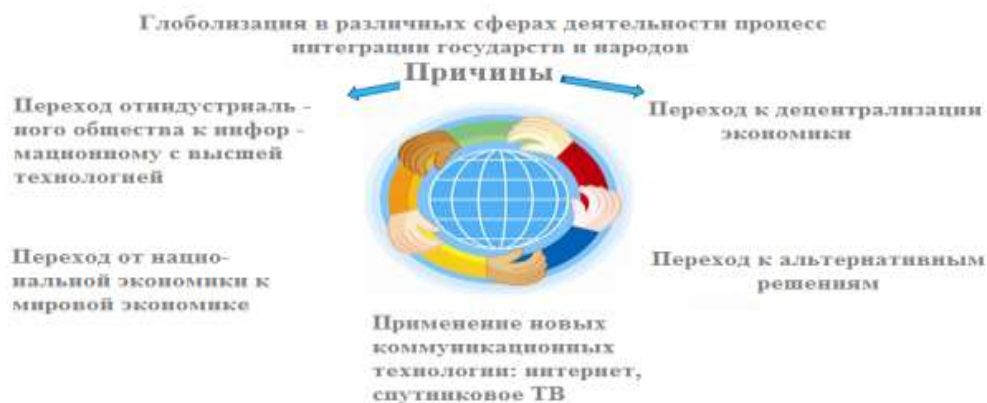 Глоболизация в различных сферах деятельности процесс
интеграции государств и народов
Причины
Переход отиндустриаль -
ного общества к инфор -
мационному с высшей
технологией
Переход к децентрализации
экономики
Переход от нацио-
нальной экономики к
мировой экономике
Переход к альтернативным
решениям
Применение новых
коммуникационных
технологии: интернет,
спутниковое ТВ